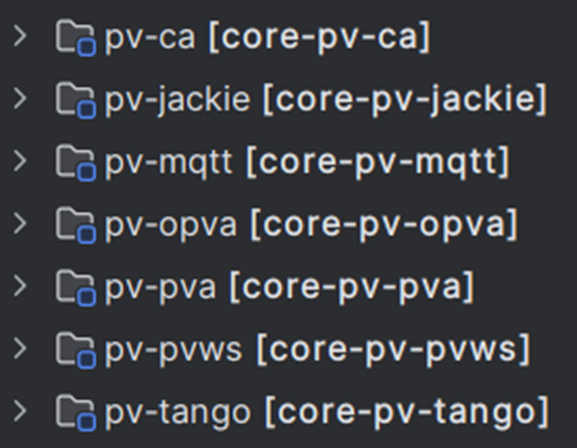 pv-ca [core-pv-ca]
pv-jackie [core-pv-jackie]
pv-mqtt [core-pv-mqtt]
pv-opva [core-pv-opva]
pv-pva [core-pv-pva]
pv-pvws [core-pv-pvws]
pv-tango [core-pv-tango]